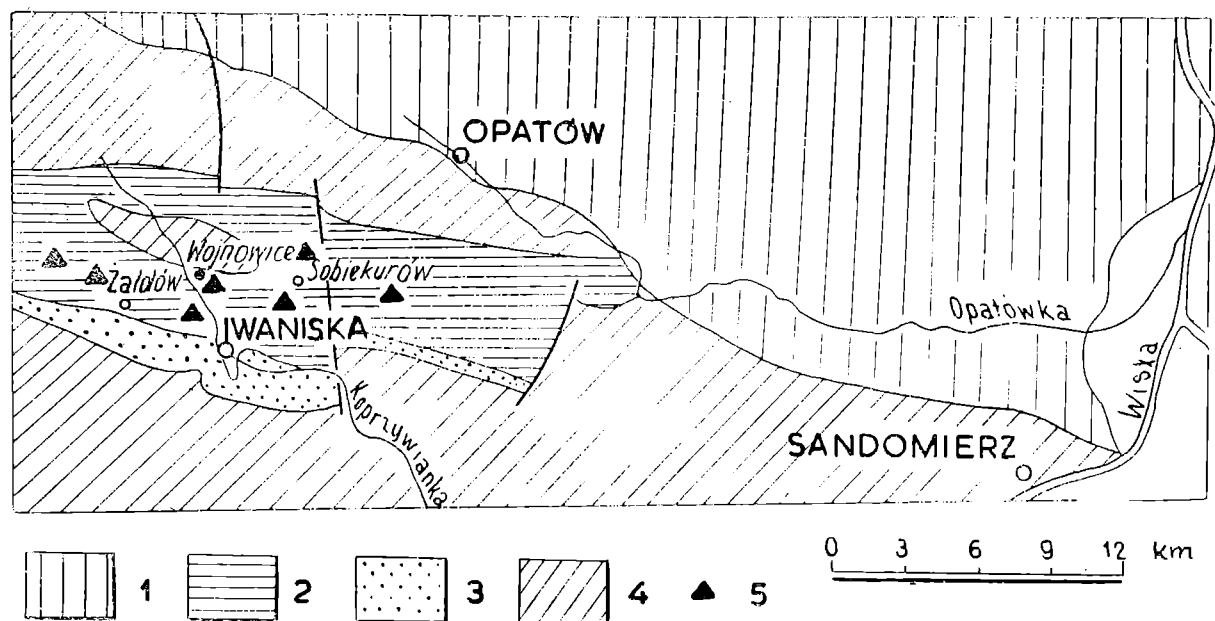 OPATÓW
Wojnowice
Sobiekurów
Załdów
IWANISKA
Opatówka
Koprzywianka
Wisła
SANDOMIERZ
0 3 6 9 12 km
1 2 3 4 5